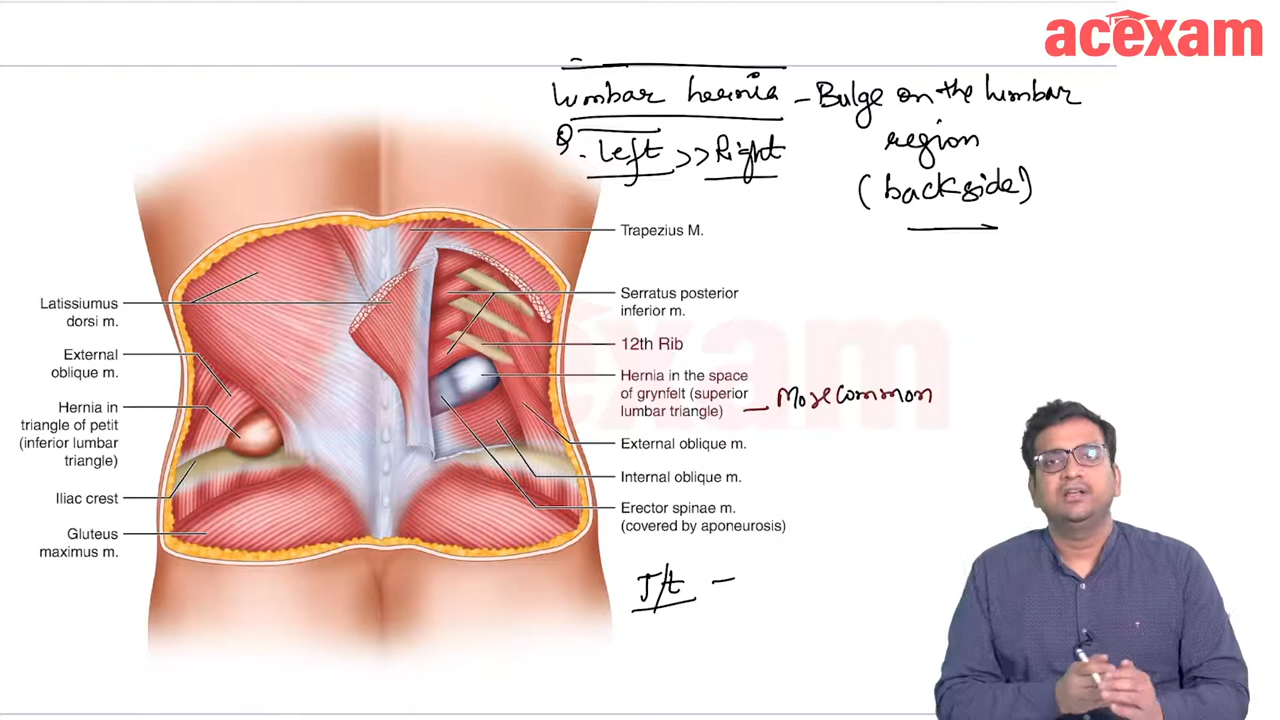 acexam
lumbar hernia - Bulge on the lumbar
region
(backside)
Q. Left >> Right
Trapezius M.
Serratus posterior
inferior m.
12th Rib
Hernia in the space
of grynfelt (superior
lumbar triangle) - More common
External oblique m.
Internal oblique m.
Erector spinae m.
(covered by aponeurosis)
Latissiumus
dorsi m.
External
oblique m.
Hernia in
triangle of petit
(inferior lumbar
triangle)
Iliac crest
Gluteus
maximus m.
T/t -
acexam